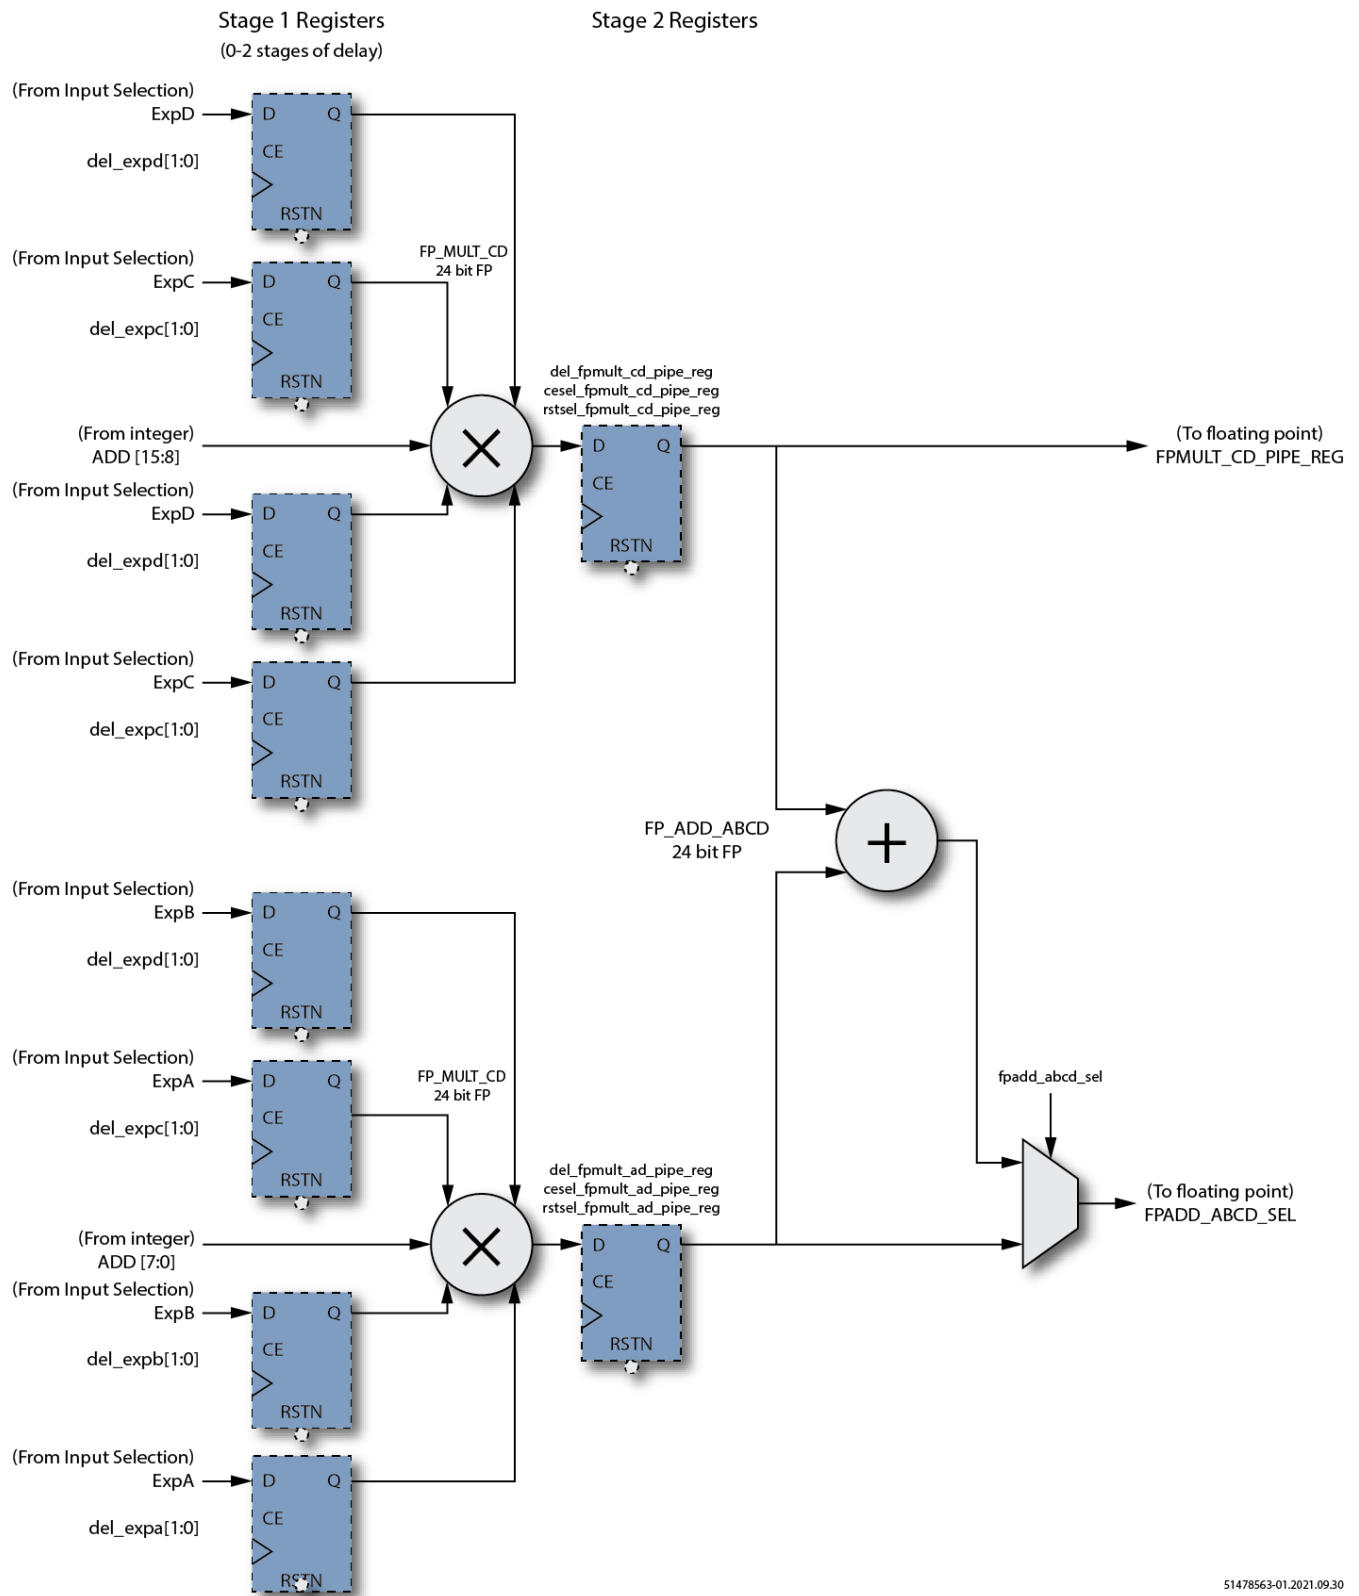 Stage 1 Registers
(0-2 stages of delay)
Stage 2 Registers
(From Input Selection)
ExpD
del_expd[1:0]
D Q
CE
RSTN
(From Input Selection)
ExpC
del_expc[1:0]
D Q
CE
RSTN
FP_MULT_CD
24 bit FP
(From integer)
ADD [15:8]
(From Input Selection)
ExpD
del_expd[1:0]
D Q
CE
RSTN
(From Input Selection)
ExpC
del_expc[1:0]
D Q
CE
RSTN
del_fpmult_cd_pipe_reg
cesel_fpmult_cd_pipe_reg
rstsel_fpmult_cd_pipe_reg
D Q
CE
RSTN
(To floating point)
FPMULT_CD_PIPE_REG
FP_ADD_ABCD
24 bit FP
+
(From Input Selection)
ExpB
del_expd[1:0]
D Q
CE
RSTN
(From Input Selection)
ExpA
del_expc[1:0]
D Q
CE
RSTN
FP_MULT_CD
24 bit FP
(From integer)
ADD [7:0]
(From Input Selection)
ExpB
del_expb[1:0]
D Q
CE
RSTN
(From Input Selection)
ExpA
del_expa[1:0]
D Q
CE
RSTN
del_fpmult_ad_pipe_reg
cesel_fpmult_ad_pipe_reg
rstsel_fpmult_ad_pipe_reg
D Q
CE
RSTN
fpadd_abcd_sel
(To floating point)
FPADD_ABCD_SEL
51478563-01.2021.09.30